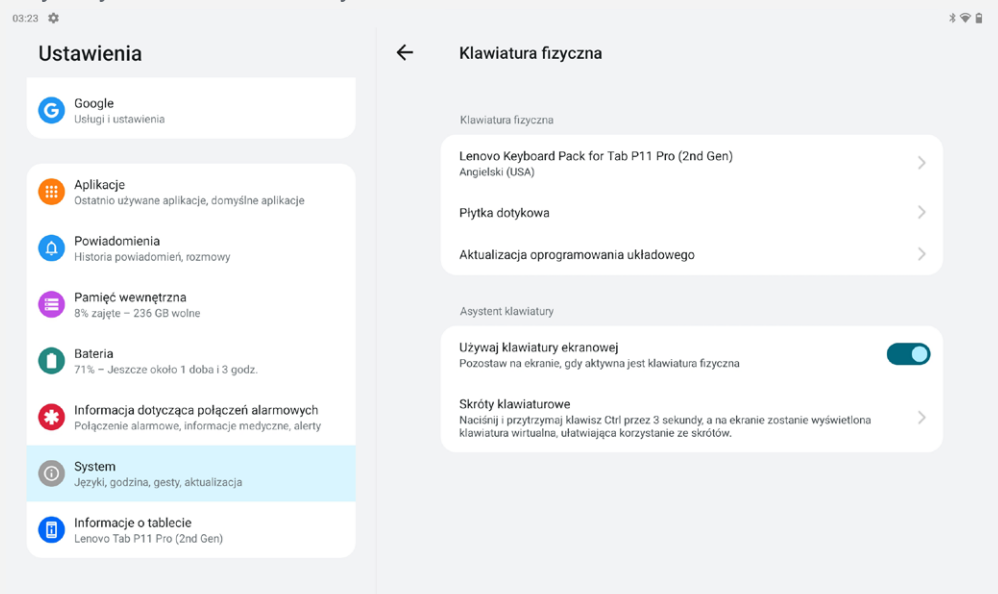 03:23
Ustawienia
Google
Usługi i ustawienia
Aplikacje
Ostatnio używane aplikacje, domyślne aplikacje
Powiadomienia
Historia powiadomień, rozmowy
Pamięć wewnętrzna
8% zajęte – 236 GB wolne
Bateria
71% – Jeszcze około 1 doba i 3 godz.
Informacja dotycząca połączeń alarmowych
Połączenie alarmowe, informacje medyczne, alerty
System
Języki, godzina, gesty, aktualizacja
Informacje o tablecie
Lenovo Tab P11 Pro (2nd Gen)
Klawiatura fizyczna
Klawiatura fizyczna
Lenovo Keyboard Pack for Tab P11 Pro (2nd Gen)
Angielski (USA)
Płytka dotykowa
Aktualizacja oprogramowania układowego
Asystent klawiatury
Używaj klawiatury ekranowej
Pozostaw na ekranie, gdy aktywna jest klawiatura fizyczna
Skróty klawiaturowe
Naciśnij i przytrzymaj klawisz Ctrl przez 3 sekundy, a na ekranie zostanie wyświetlona
klawiatura wirtualna, ułatwiająca korzystanie ze skrótów.